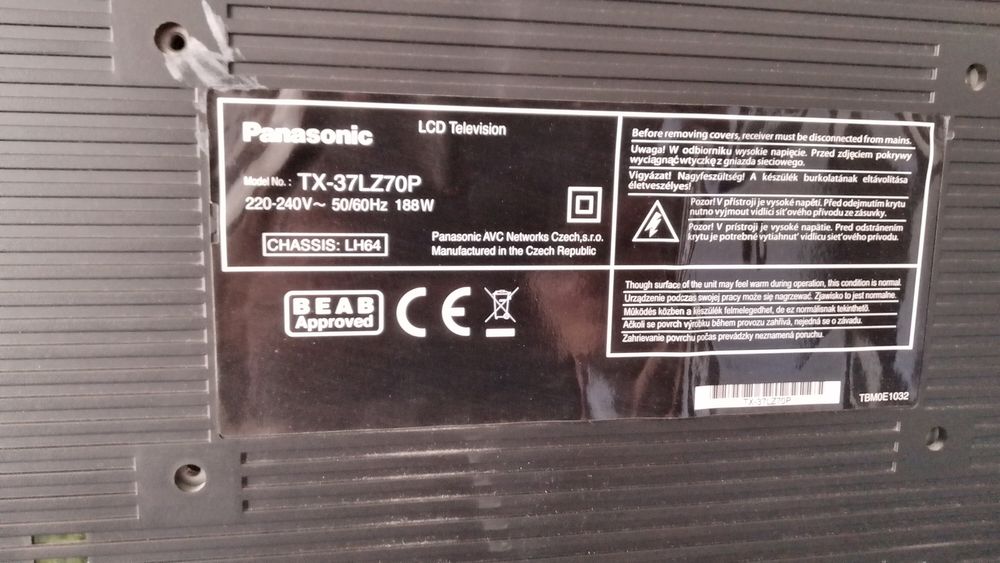 Panasonic
LCD Television
Model No.: TX-37LZ70P
220-240V~ 50/60Hz 188W
CHASSIS: LH64
Panasonic AVC Networks Czech,s.r.o.
Manufactured in the Czech Republic
Before removing covers, receiver must be disconnected from mains.
Uwaga! W odbiorniku wysokie napięcie. Przed zdjęciem pokrywy
wyciągnąć wtyczkę z gniazda sieciowego.
Vigyázat! Nagyfeszültség! A készülék burkolatának eltávolítása
életveszélyes!
Pozor! V přístroji je vysoké napětí. Před odejmutím krytu
nutno vyjmout vidlici síťového přívodu ze zásuvky.
Pozor! V prístroji je vysoké napätie. Pred odstránením
krytu je potrebné vytiahnuť vidlicu sieťového prívodu.
Though surface of the unit may feel warm during operation, this condition is normal.
Urządzenie podczas swojej pracy może się nagrzewać. Zjawisko to jest normalne.
Működés közben a készülék felmelegedhet, de ez normálisnak tekinthető.
Ačkoli se povrch výrobku během provozu zahřívá, nejedná se o závadu.
Zahrievanie povrchu počas prevádzky neznamená poruchu.
BEAB
Approved
CE
TX-37LZ70P
TBM0E1032